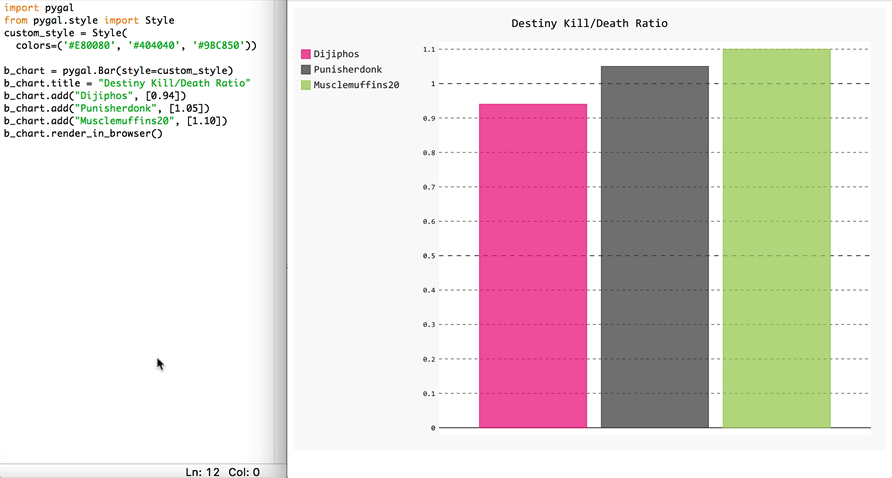 import pygal
from pygal.style import Style
custom_style = Style(
  colors=('#E80080', '#404040', '#9BC850'))
b_chart = pygal.Bar(style=custom_style)
b_chart.title = "Destiny Kill/Death Ratio"
b_chart.add("Dijiphos", [0.94])
b_chart.add("Punisherdonk", [1.05])
b_chart.add("Musclemuffins20", [1.10])
b_chart.render_in_browser()
Ln: 12 Col: 0
Destiny Kill/Death Ratio
Dijiphos
Punisherdonk
Musclemuffins20
1.1
1
0.9
0.8
0.7
0.6
0.5
0.4
0.3
0.2
0.1
0